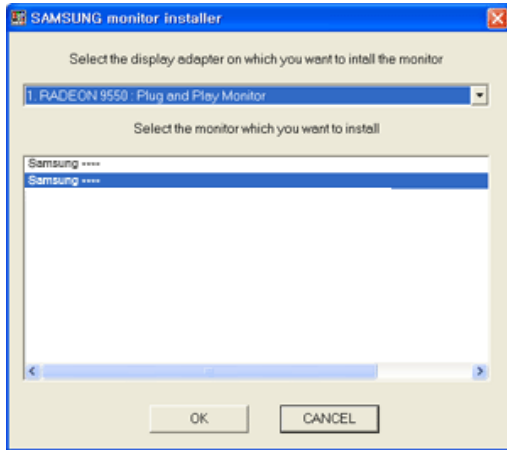 SAMSUNG monitor installer
Select the display adapter on which you want to intall the monitor
1. RADEON 9550 : Plug and Play Monitor
Select the monitor which you want to install
Samsung ----
Samsung ----
OK
CANCEL